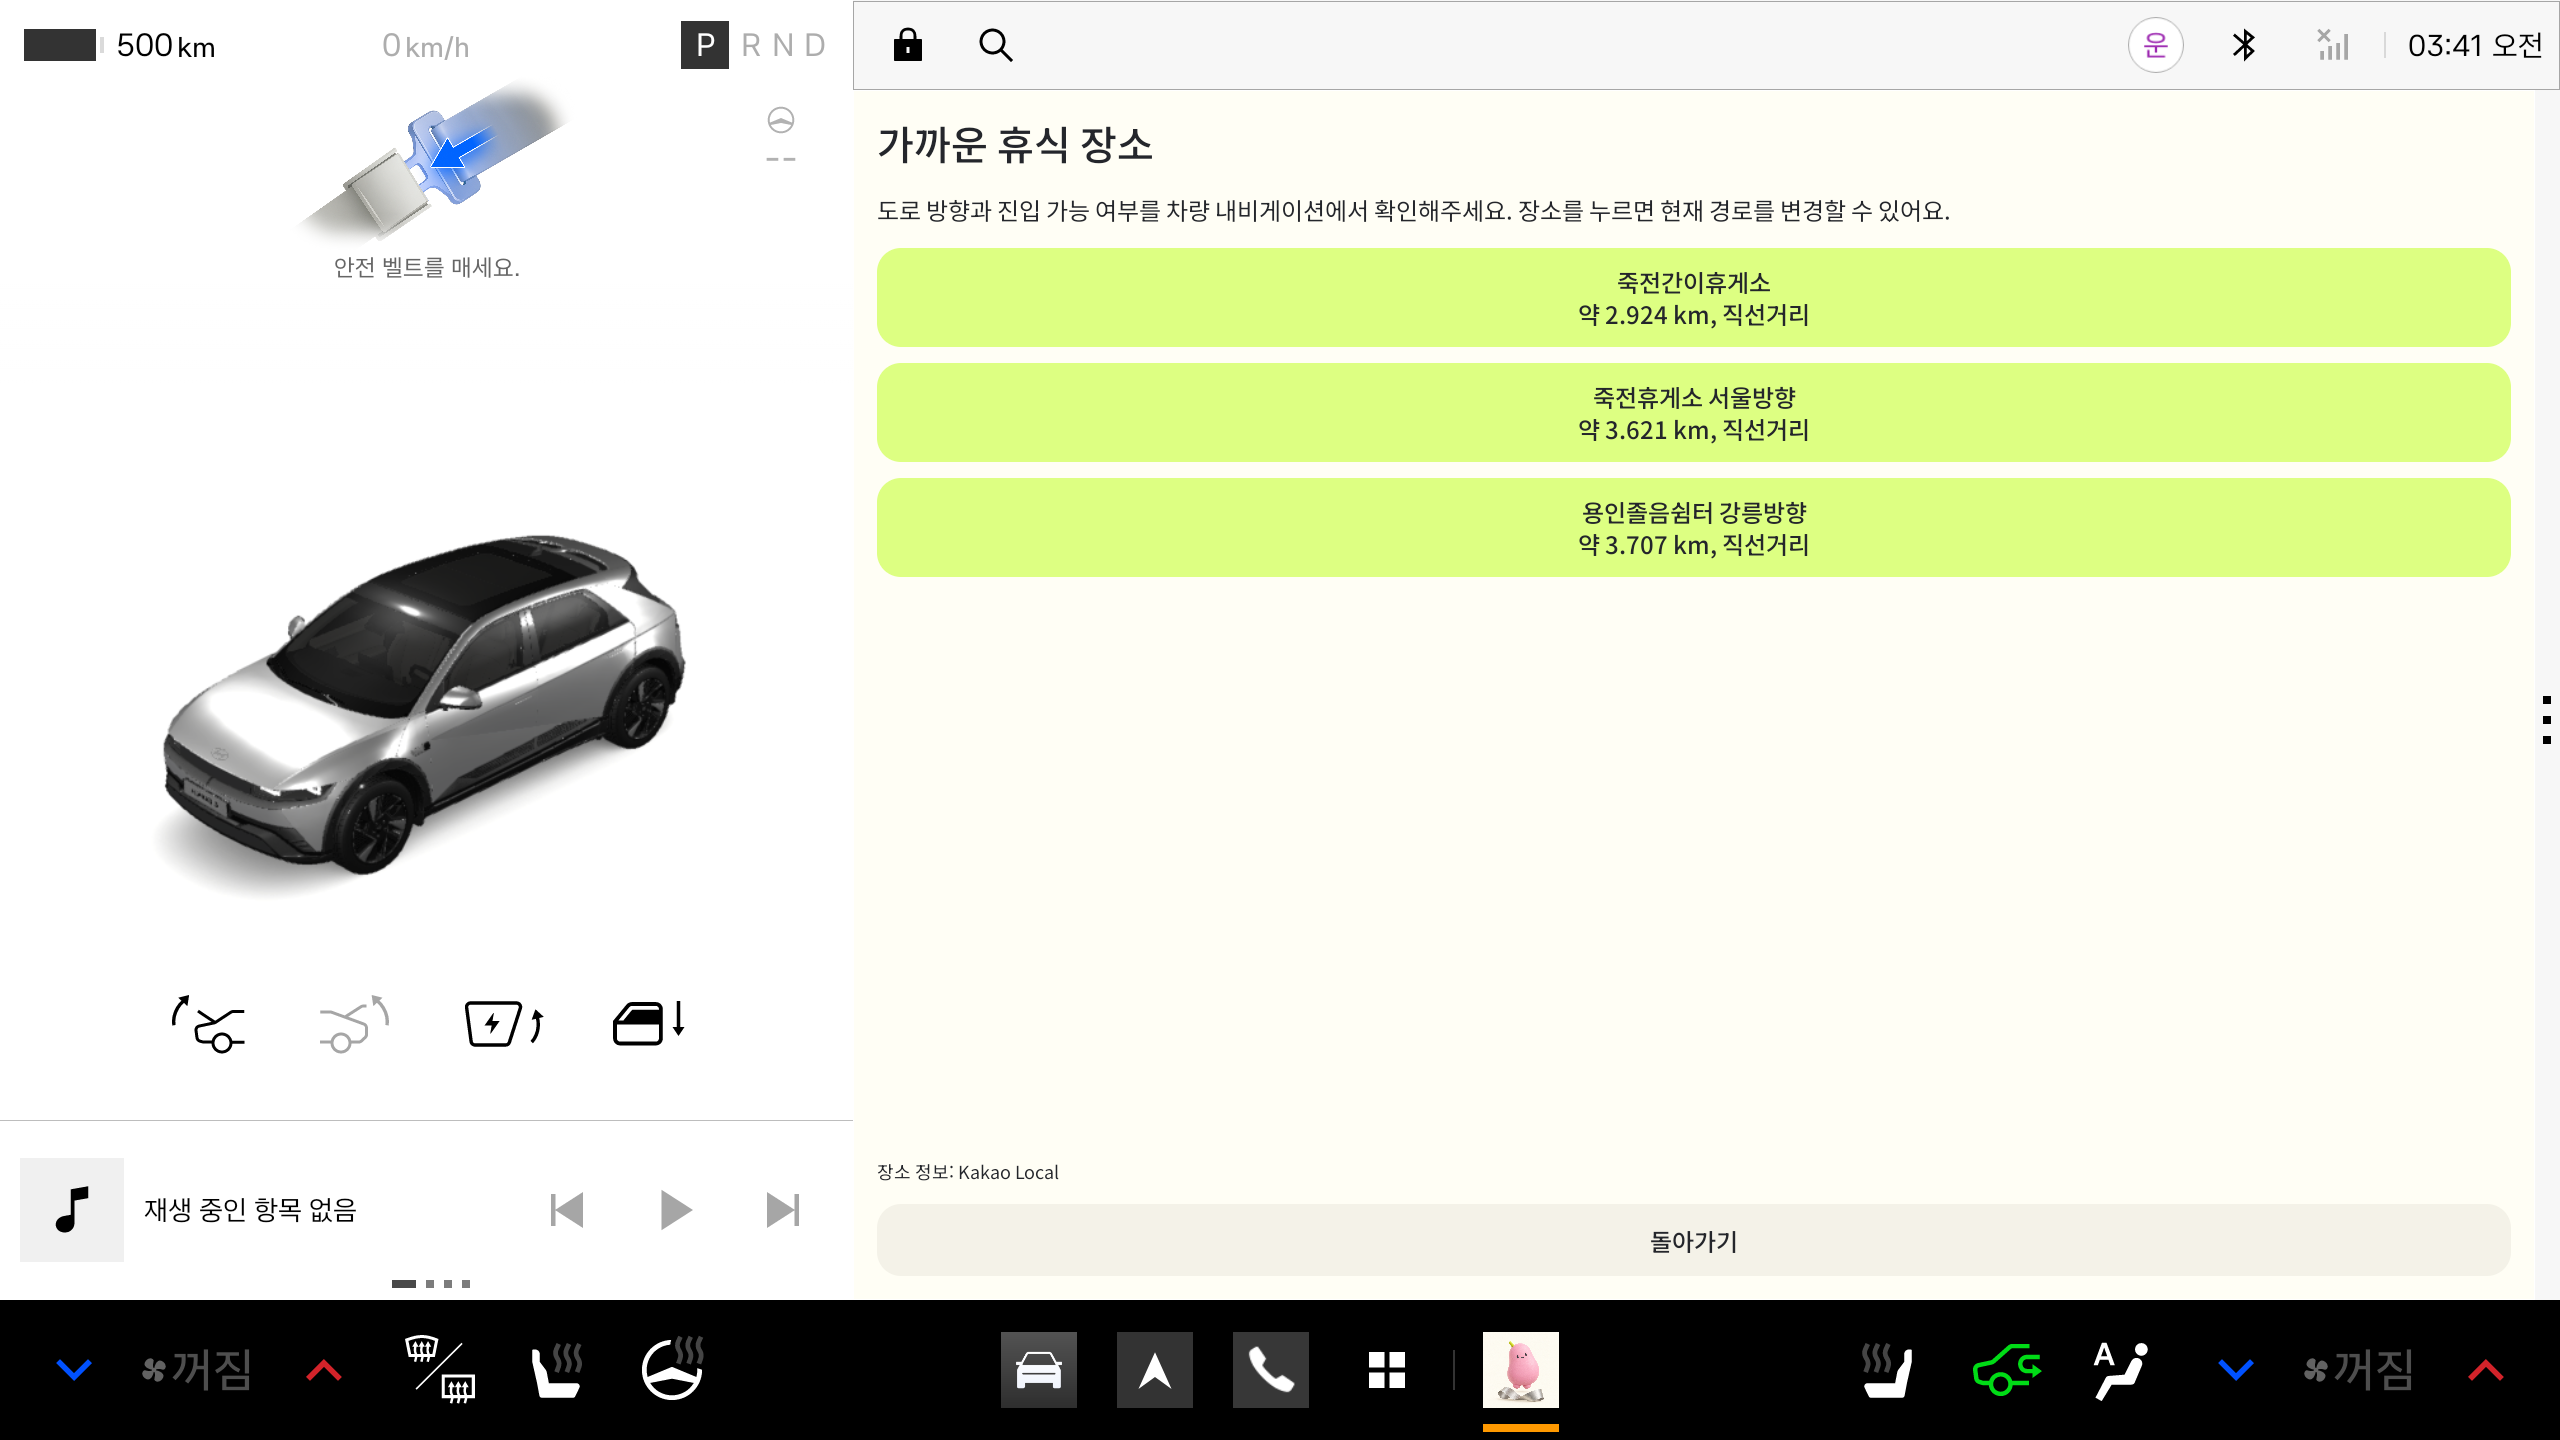 500 km
0 km/h
P R N D
안전 벨트를 매세요.
재생 중인 항목 없음
운
03:41 오전
가까운 휴식 장소
도로 방향과 진입 가능 여부를 차량 내비게이션에서 확인해주세요. 장소를 누르면 현재 경로를 변경할 수 있어요.
죽전간이휴게소
약 2.924 km, 직선거리
죽전휴게소 서울방향
약 3.621 km, 직선거리
용인졸음쉼터 강릉방향
약 3.707 km, 직선거리
장소 정보: Kakao Local
돌아가기
꺼짐
A
꺼짐